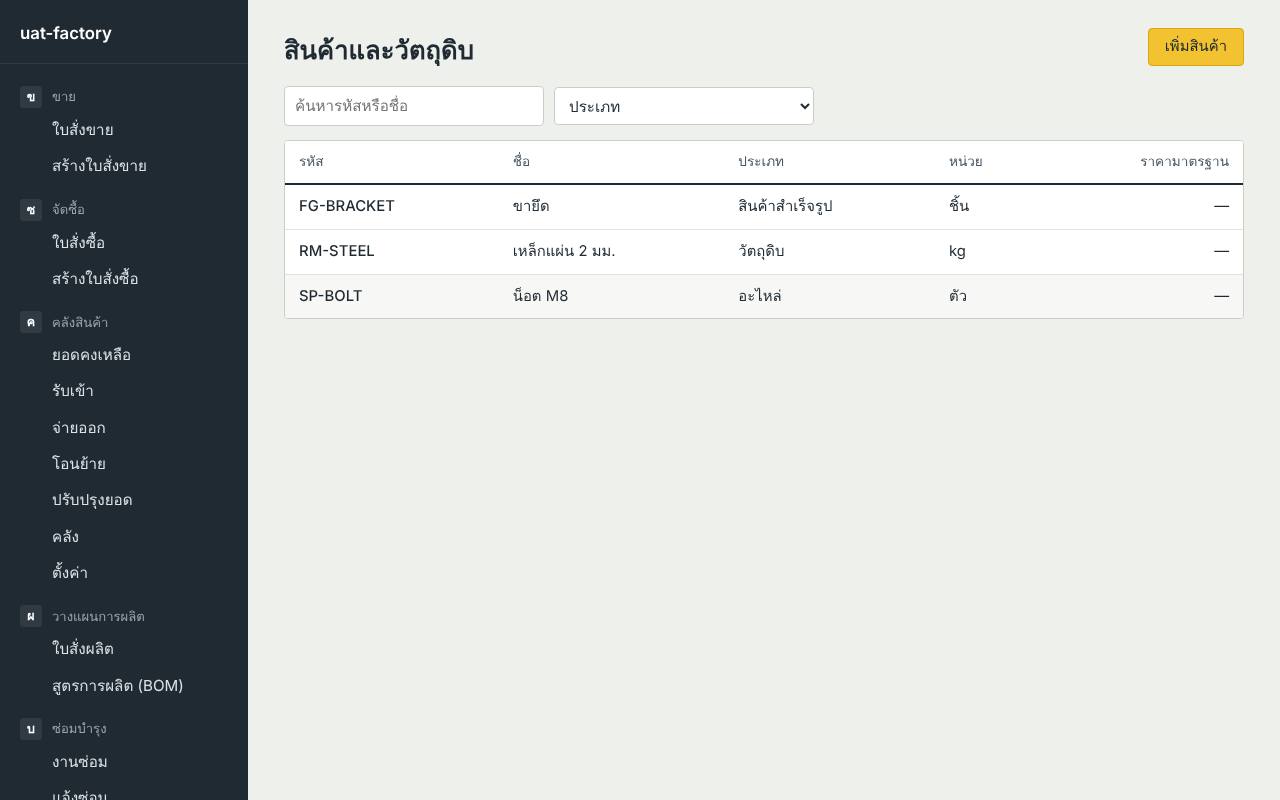 uat-factory
ข ขาย
ใบสั่งขาย
สร้างใบสั่งขาย
ซ จัดซื้อ
ใบสั่งซื้อ
สร้างใบสั่งซื้อ
ค คลังสินค้า
ยอดคงเหลือ
รับเข้า
จ่ายออก
โอนย้าย
ปรับปรุงยอด
คลัง
ตั้งค่า
ผ วางแผนการผลิต
ใบสั่งผลิต
สูตรการผลิต (BOM)
บ ซ่อมบำรุง
งานซ่อม
แจ้งซ่อม
สินค้าและวัตถุดิบ
เพิ่มสินค้า
ค้นหารหัสหรือชื่อ ประเภท
รหัส ชื่อ ประเภท หน่วย ราคามาตรฐาน
FG-BRACKET ขายึด สินค้าสำเร็จรูป ชิ้น —
RM-STEEL เหล็กแผ่น 2 มม. วัตถุดิบ kg —
SP-BOLT น็อต M8 อะไหล่ ตัว —